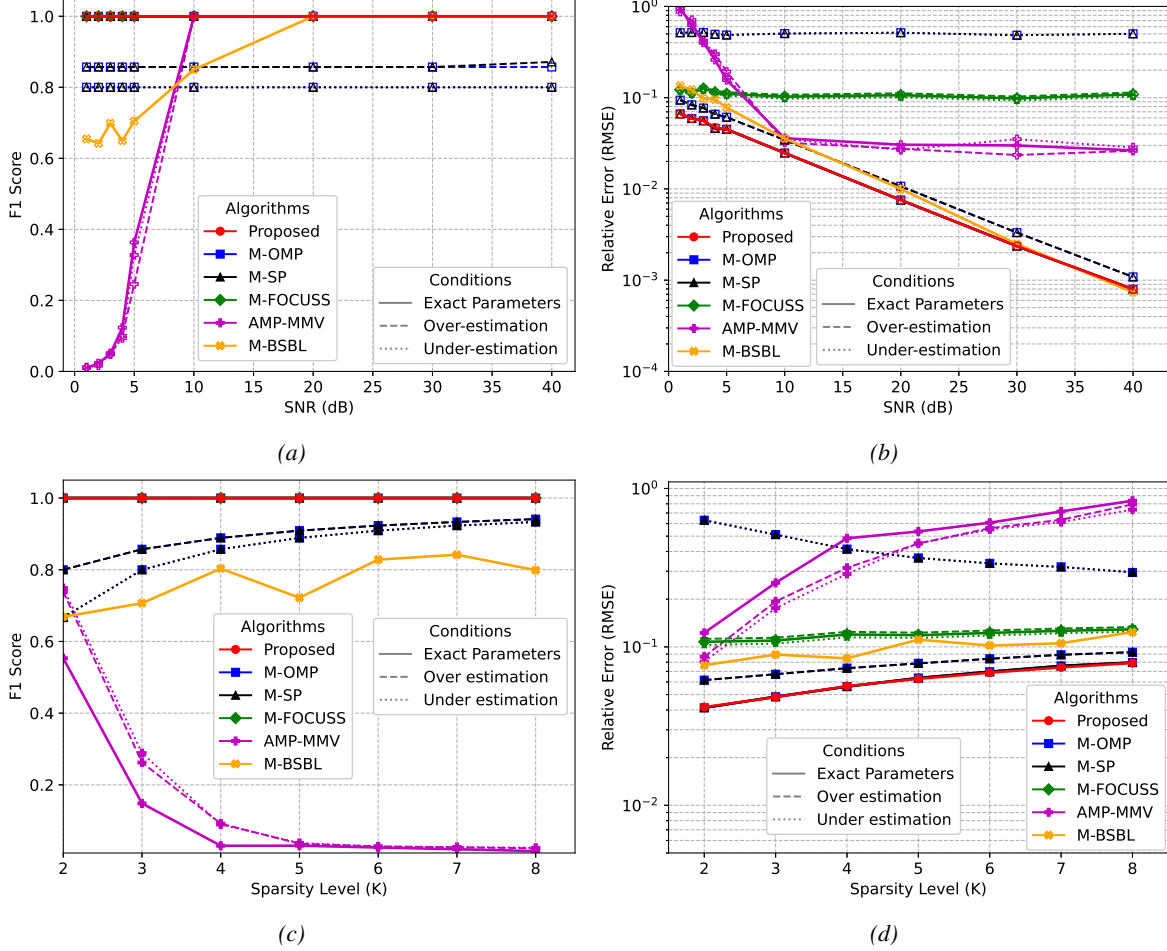 1.0
0.8
0.6
0.4
0.2
0.0
F1 Score
0 5 10 15 20 25 30 35 40
SNR (dB)
Algorithms
Proposed
M-OMP
M-SP
M-FOCUSS
AMP-MMV
M-BSBL
Conditions
Exact Parameters
Over-estimation
Under-estimation
(a)
10⁰
10⁻¹
10⁻²
10⁻³
10⁻⁴
Relative Error (RMSE)
0 5 10 15 20 25 30 35 40
SNR (dB)
Algorithms
Proposed
M-OMP
M-SP
M-FOCUSS
AMP-MMV
M-BSBL
Conditions
Exact Parameters
Over-estimation
Under-estimation
(b)
1.0
0.8
0.6
0.4
0.2
F1 Score
2 3 4 5 6 7 8
Sparsity Level (K)
Algorithms
Proposed
M-OMP
M-SP
M-FOCUSS
AMP-MMV
M-BSBL
Conditions
Exact Parameters
Over estimation
Under estimation
(c)
10⁰
10⁻¹
10⁻²
Relative Error (RMSE)
2 3 4 5 6 7 8
Sparsity Level (K)
Conditions
Exact Parameters
Over estimation
Under estimation
Algorithms
Proposed
M-OMP
M-SP
M-FOCUSS
AMP-MMV
M-BSBL
(d)